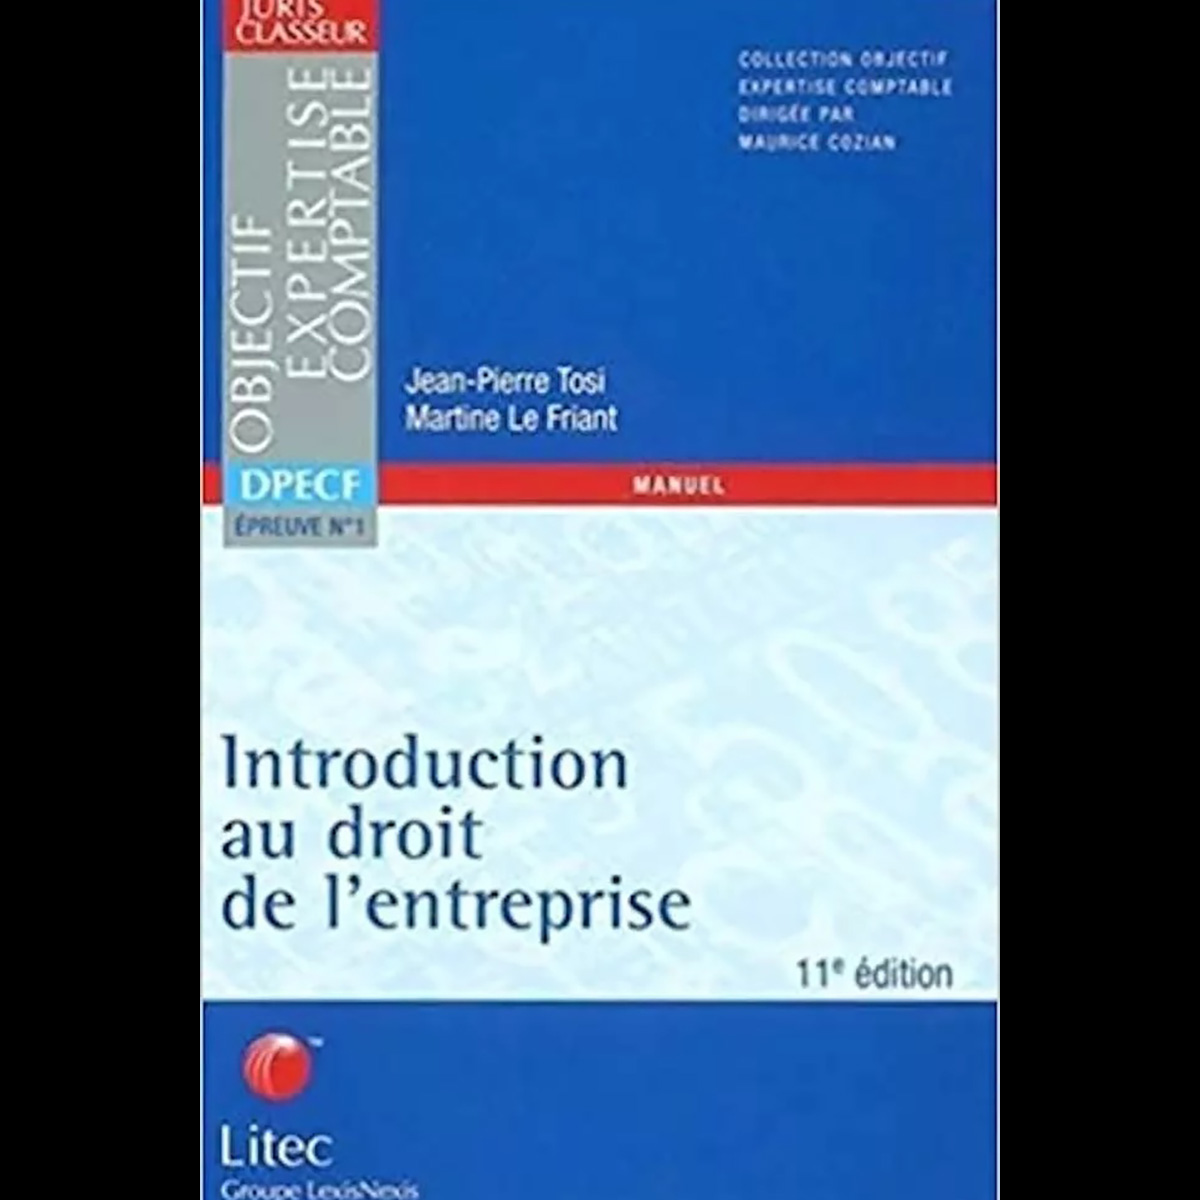 JURIS
CLASSEUR
COLLECTION OBJECTIF
EXPERTISE COMPTABLE
DIRIGÉE PAR
MAURICE COZIAN
OBJECTIF
EXPERTISE
COMPTABLE
Jean-Pierre Tosi
Martine Le Friant
DPECF
MANUEL
ÉPREUVE N°1
Introduction
au droit
de l'entreprise
11e édition
™
Litec
Groupe LexisNexis